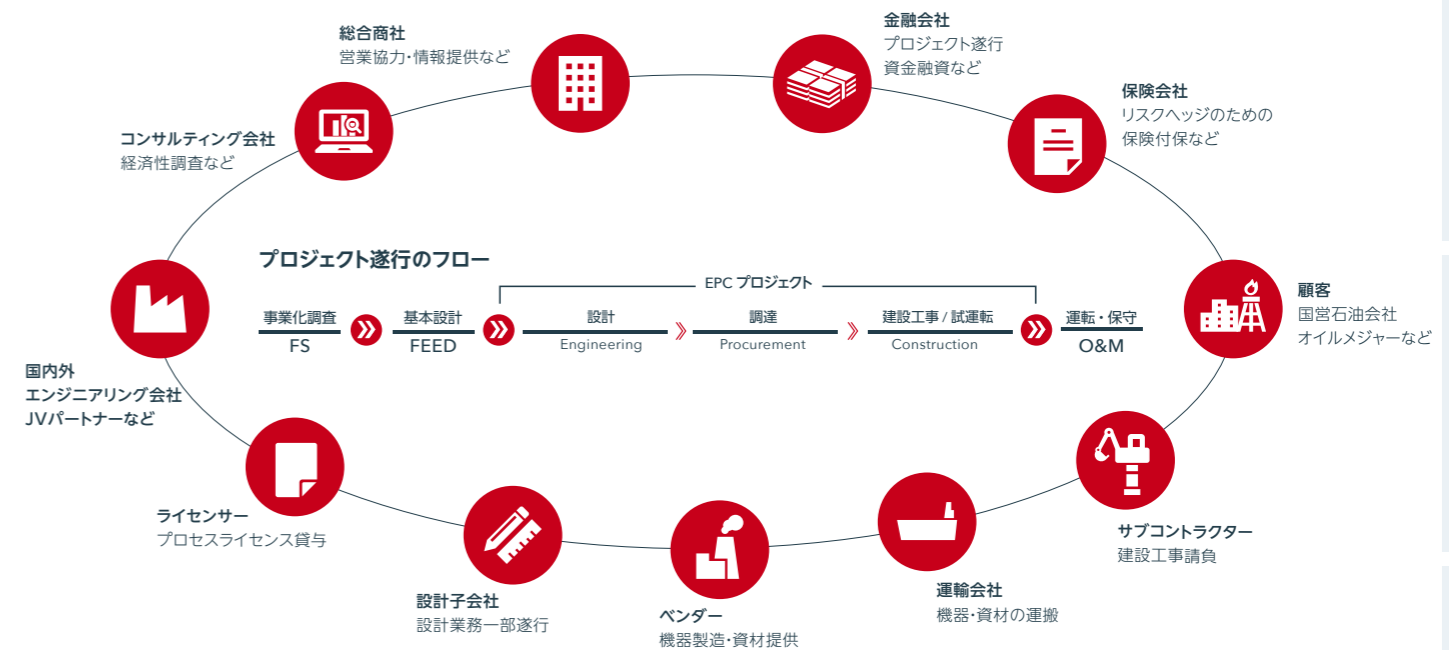 総合商社
営業協力・情報提供など
金融会社
プロジェクト遂行
資金融資など
保険会社
リスクヘッジのための
保険付保など
コンサルティング会社
経済性調査など
プロジェクト遂行のフロー
EPC プロジェクト
事業化調査
FS
基本設計
FEED
設計
Engineering
調達
Procurement
建設工事 / 試運転
Construction
運転・保守
O&M
顧客
国営石油会社
オイルメジャーなど
国内外
エンジニアリング会社
JVパートナーなど
ライセンサー
プロセスライセンス貸与
設計子会社
設計業務一部遂行
ベンダー
機器製造・資材提供
運輸会社
機器・資材の運搬
サブコントラクター
建設工事請負